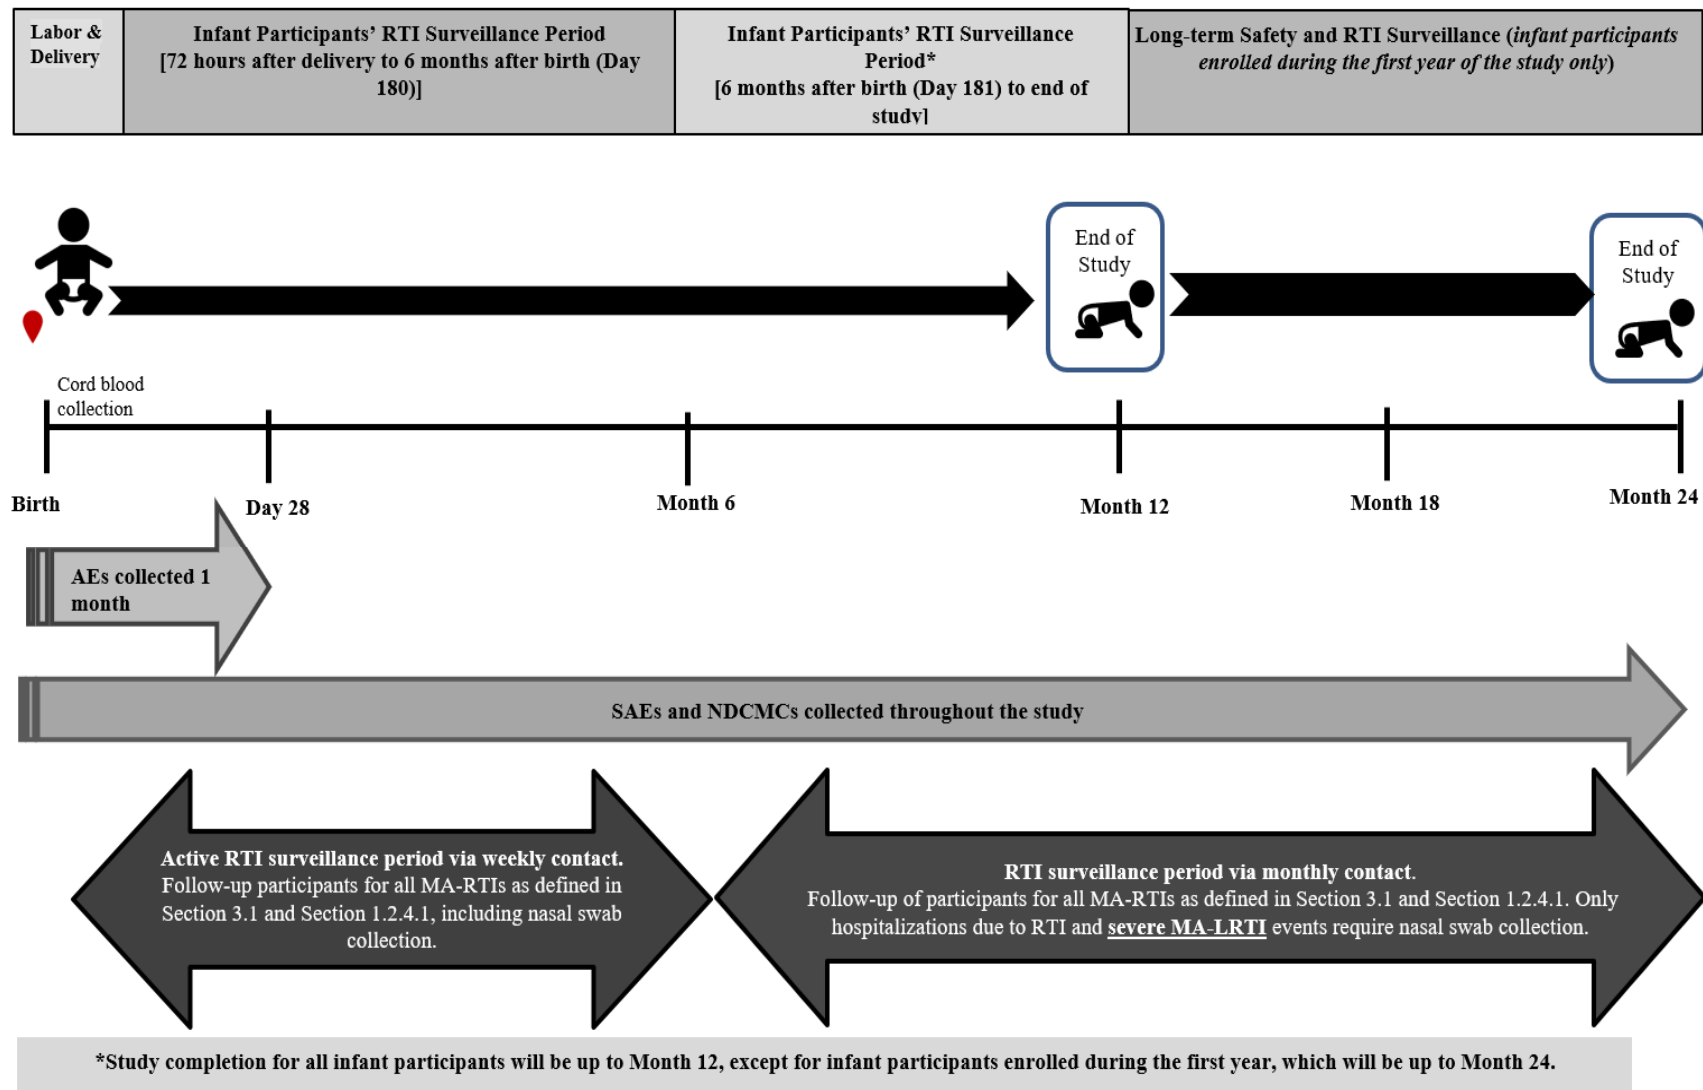 Labor &
Delivery
Infant Participants’ RTI Surveillance Period
[72 hours after delivery to 6 months after birth (Day
180)]
Infant Participants’ RTI Surveillance
Period*
[6 months after birth (Day 181) to end of
study]
Long-term Safety and RTI Surveillance (infant participants
enrolled during the first year of the study only)
End of
Study
End of
Study
Cord blood
collection
Birth
Day 28
Month 6
Month 12
Month 18
Month 24
AEs collected 1
month
SAEs and NDCMCs collected throughout the study
Active RTI surveillance period via weekly contact.
Follow-up participants for all MA-RTIs as defined in
Section 3.1 and Section 1.2.4.1, including nasal swab
collection.
RTI surveillance period via monthly contact.
Follow-up of participants for all MA-RTIs as defined in Section 3.1 and Section 1.2.4.1. Only
hospitalizations due to RTI and severe MA-LRTI events require nasal swab collection.
*Study completion for all infant participants will be up to Month 12, except for infant participants enrolled during the first year, which will be up to Month 24.